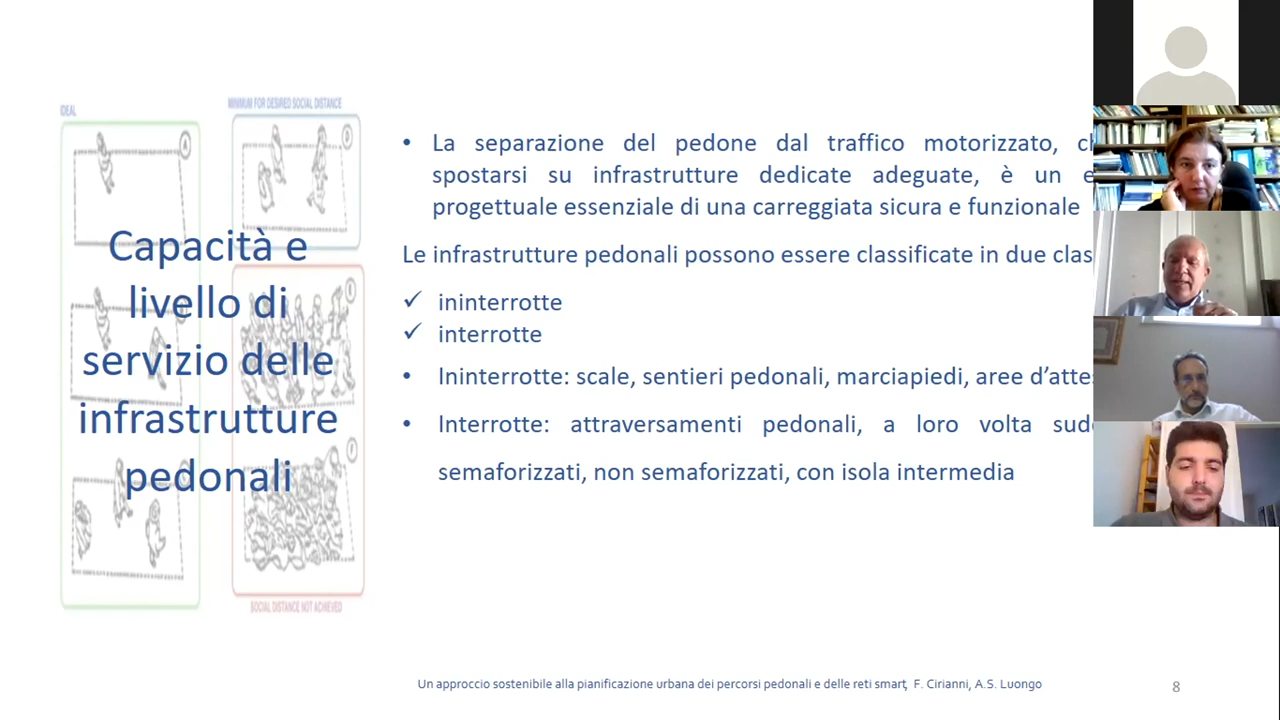 IDEAL
MINIMUM FOR DESIRED SOCIAL DISTANCE
Capacità e
livello di
servizio delle
infrastrutture
pedonali
SOCIAL DISTANCE NOT ACHIEVED
• La separazione del pedone dal traffico motorizzato,
spostarsi su infrastrutture dedicate adeguate, è un
progettuale essenziale di una carreggiata sicura e funzionale
Le infrastrutture pedonali possono essere classificate in due clas
✓ ininterrotte
✓ interrotte
• Ininterrotte: scale, sentieri pedonali, marciapiedi, aree d’atte
• Interrotte: attraversamenti pedonali, a loro volta sud
semaforizzati, non semaforizzati, con isola intermedia
Un approccio sostenibile alla pianificazione urbana dei percorsi pedonali e delle reti smart, F. Cirianni, A.S. Luongo
8